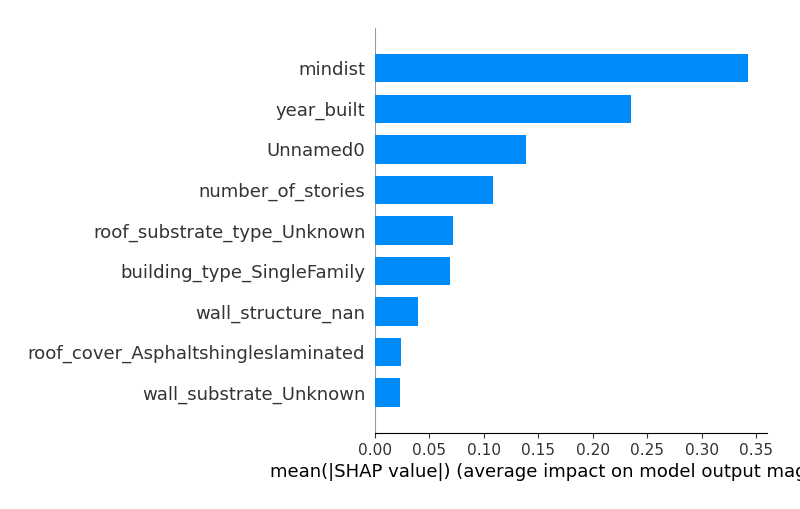 mindist
year_built
Unnamed0
number_of_stories
roof_substrate_type_Unknown
building_type_SingleFamily
wall_structure_nan
roof_cover_Asphaltshingleslaminated
wall_substrate_Unknown
0.00 0.05 0.10 0.15 0.20 0.25 0.30 0.35
mean(|SHAP value|) (average impact on model output mag